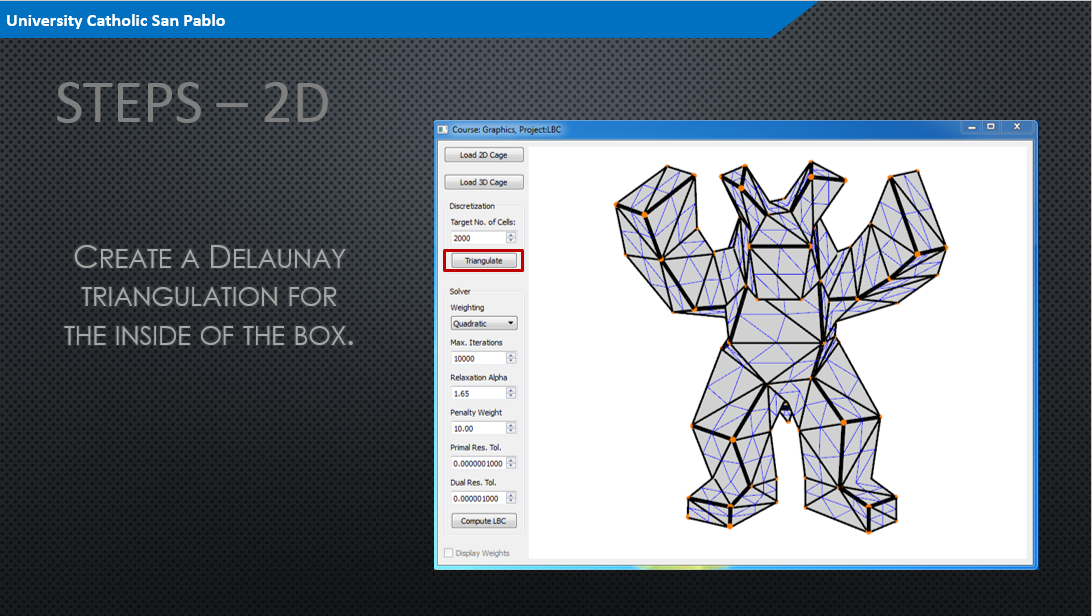 University Catholic San Pablo
STEPS – 2D
CREATE A DELAUNAY
TRIANGULATION FOR
THE INSIDE OF THE BOX.
Course: Graphics, Project:LBC
Load 2D Cage
Load 3D Cage
Discretization
Target No. of Cells:
2000
Triangulate
Solver
Weighting
Quadratic
Max. Iterations
10000
Relaxation Alpha
1.65
Penalty Weight
10.00
Primal Res. Tol.
0.0000001000
Dual Res. Tol.
0.000001000
Compute LBC
Display Weights